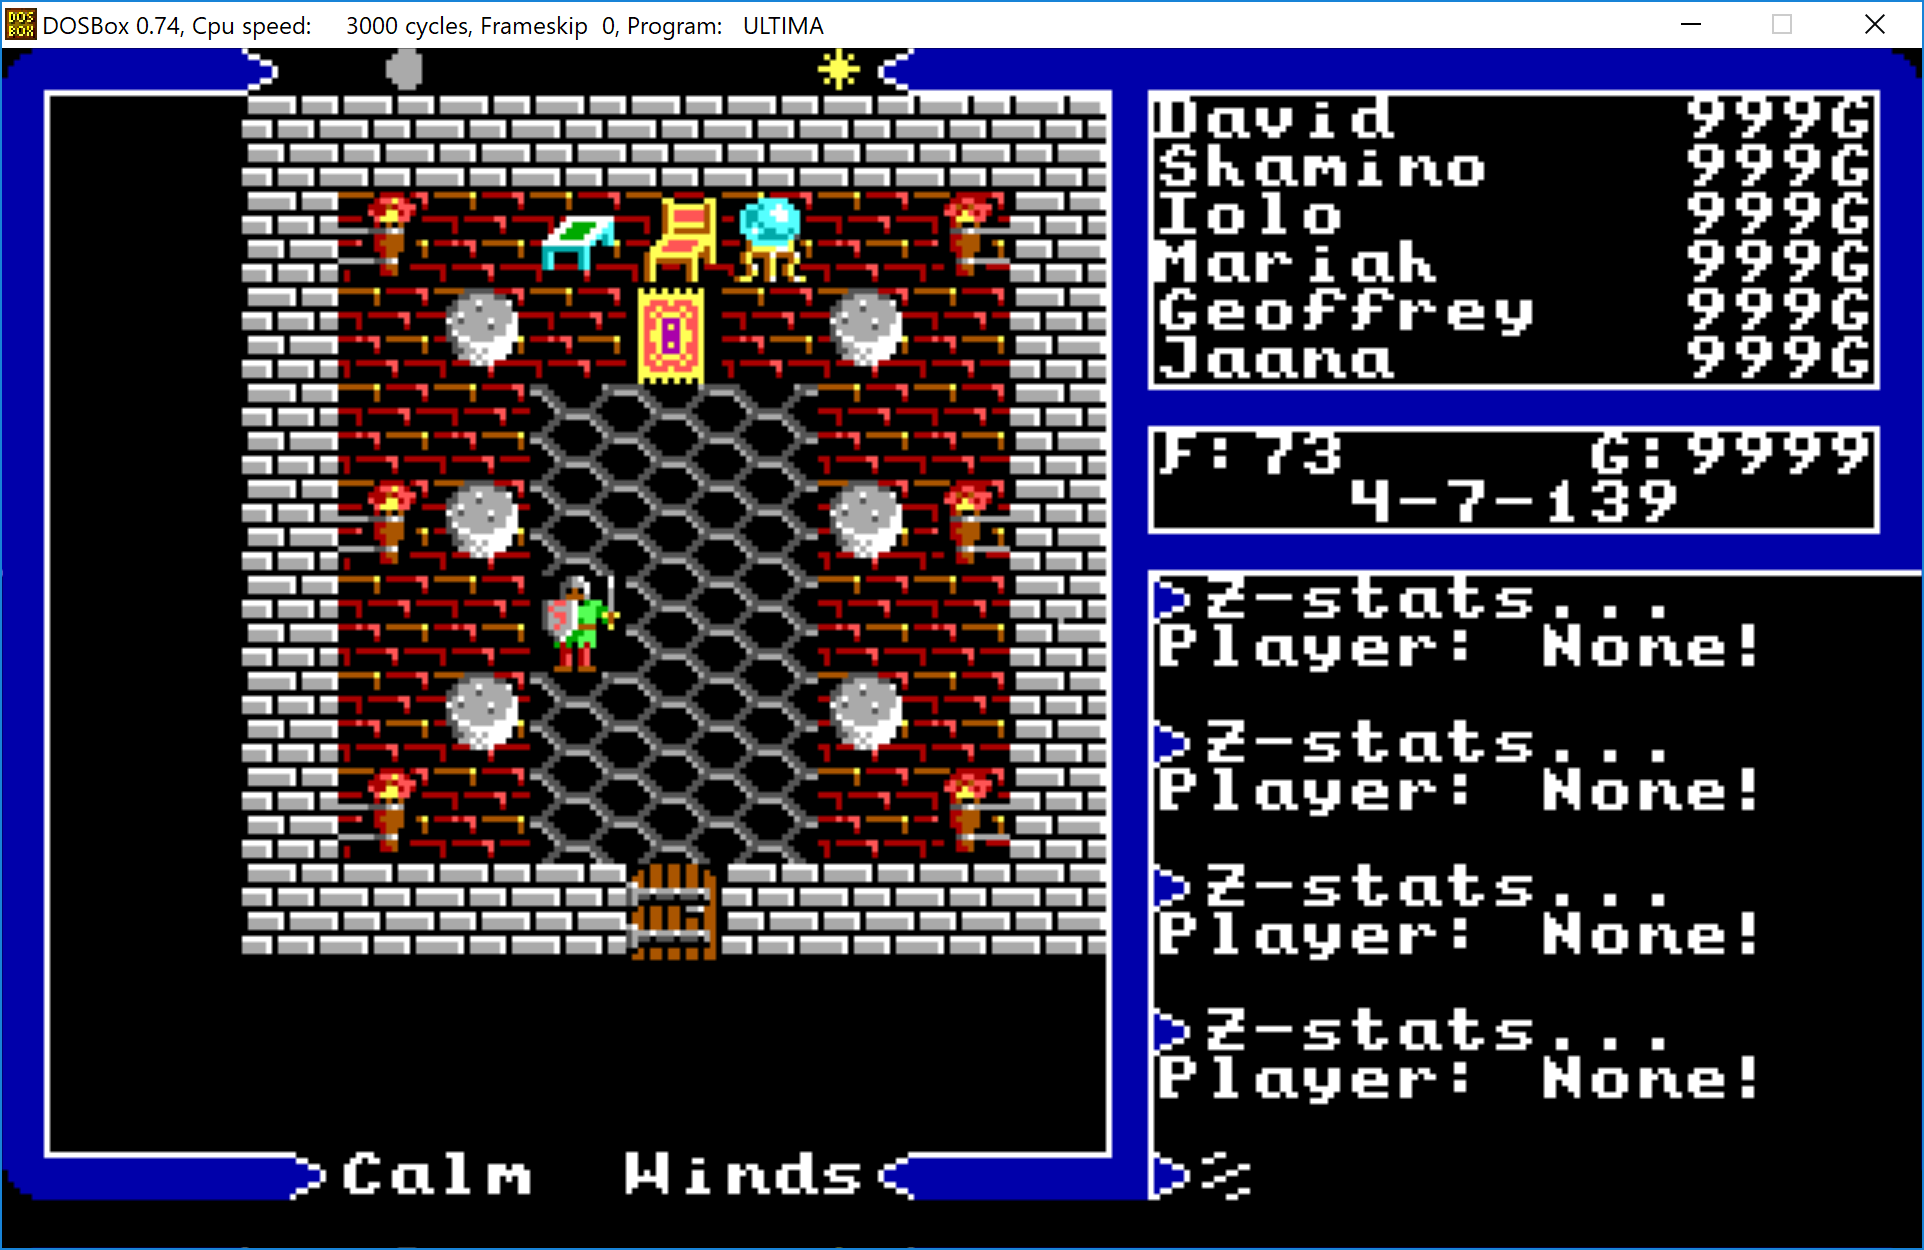 DOSBox 0.74, Cpu speed: 3000 cycles, Frameskip 0, Program: ULTIMA
David 999G
Shamino 999G
Iolo 999G
Mariah 999G
Geoffrey 999G
Jaana 999G
F:73 G:9999
4-7-139
Z-stats...
Player: None!
Z-stats...
Player: None!
Z-stats...
Player: None!
Z-stats...
Player: None!
Calm Winds